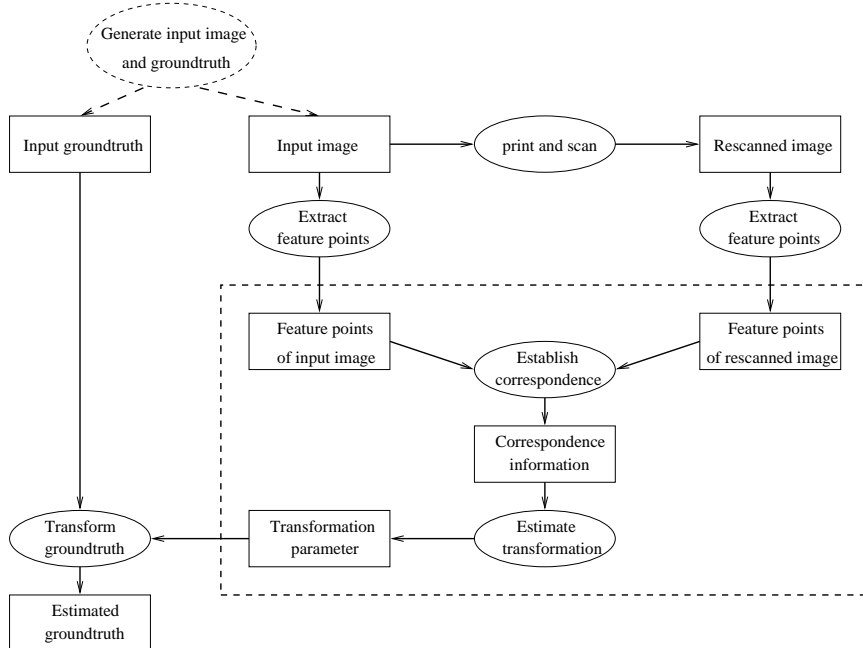 Generate input image
and groundtruth
Input groundtruth
Input image
print and scan
Rescanned image
Extract
feature points
Extract
feature points
Feature points
of input image
Establish
correspondence
Feature points
of rescanned image
Correspondence
information
Transform
groundtruth
Transformation
parameter
Estimate
transformation
Estimated
groundtruth